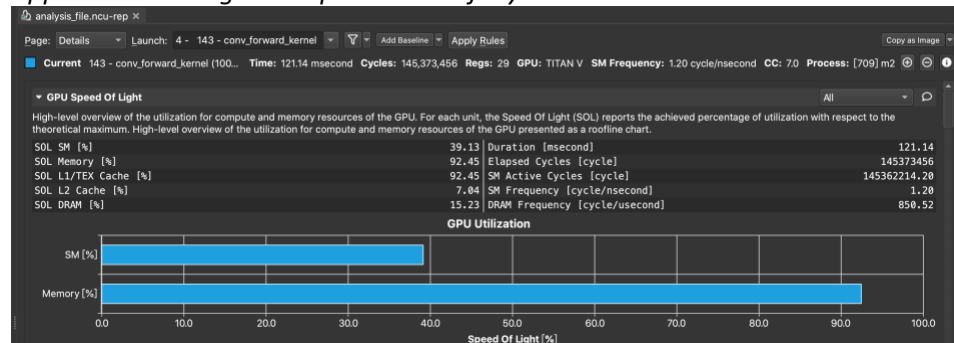 analysis_file.ncu-rep ×
Page: Details Launch: 4 - 143 - conv_forward_kernel Add Baseline Apply Rules Copy as Image
Current 143 - conv_forward_kernel (100... Time: 121.14 msecond Cycles: 145,373,456 Regs: 29 GPU: TITAN V SM Frequency: 1.20 cycle/nsecond CC: 7.0 Process: [709] m2
GPU Speed Of Light All
High-level overview of the utilization for compute and memory resources of the GPU. For each unit, the Speed Of Light (SOL) reports the achieved percentage of utilization with respect to the
theoretical maximum. High-level overview of the utilization for compute and memory resources of the GPU presented as a roofline chart.
SOL SM [%] 39.13 Duration [msecond] 121.14
SOL Memory [%] 92.45 Elapsed Cycles [cycle] 145373456
SOL L1/TEX Cache [%] 92.45 SM Active Cycles [cycle] 145362214.20
SOL L2 Cache [%] 7.04 SM Frequency [cycle/nsecond] 1.20
SOL DRAM [%] 15.23 DRAM Frequency [cycle/usecond] 850.52
GPU Utilization
SM [%]
Memory [%]
0.0 10.0 20.0 30.0 40.0 50.0 60.0 70.0 80.0 90.0 100.0
Speed Of Light [%]